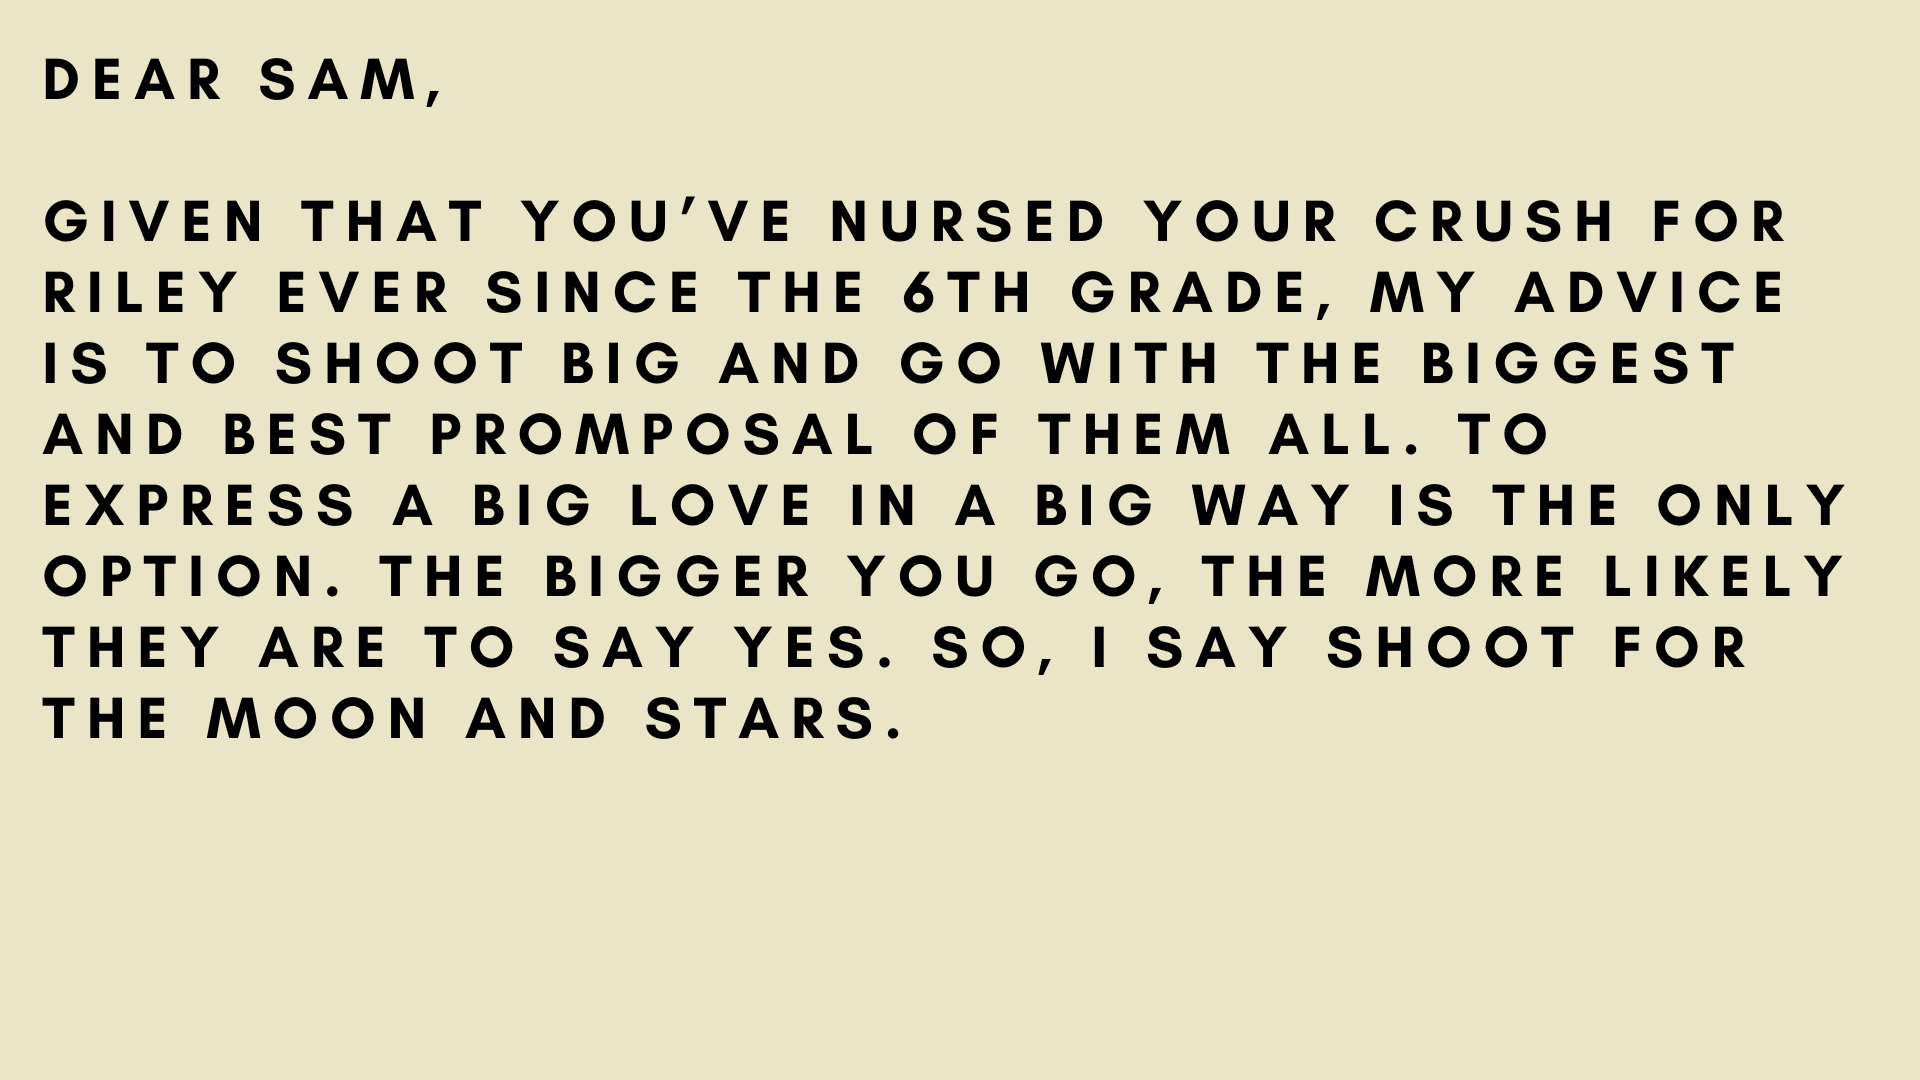 DEAR SAM,
GIVEN THAT YOU’VE NURSED YOUR CRUSH FOR
RILEY EVER SINCE THE 6TH GRADE, MY ADVICE
IS TO SHOOT BIG AND GO WITH THE BIGGEST
AND BEST PROMPOSAL OF THEM ALL. TO
EXPRESS A BIG LOVE IN A BIG WAY IS THE ONLY
OPTION. THE BIGGER YOU GO, THE MORE LIKELY
THEY ARE TO SAY YES. SO, I SAY SHOOT FOR
THE MOON AND STARS.